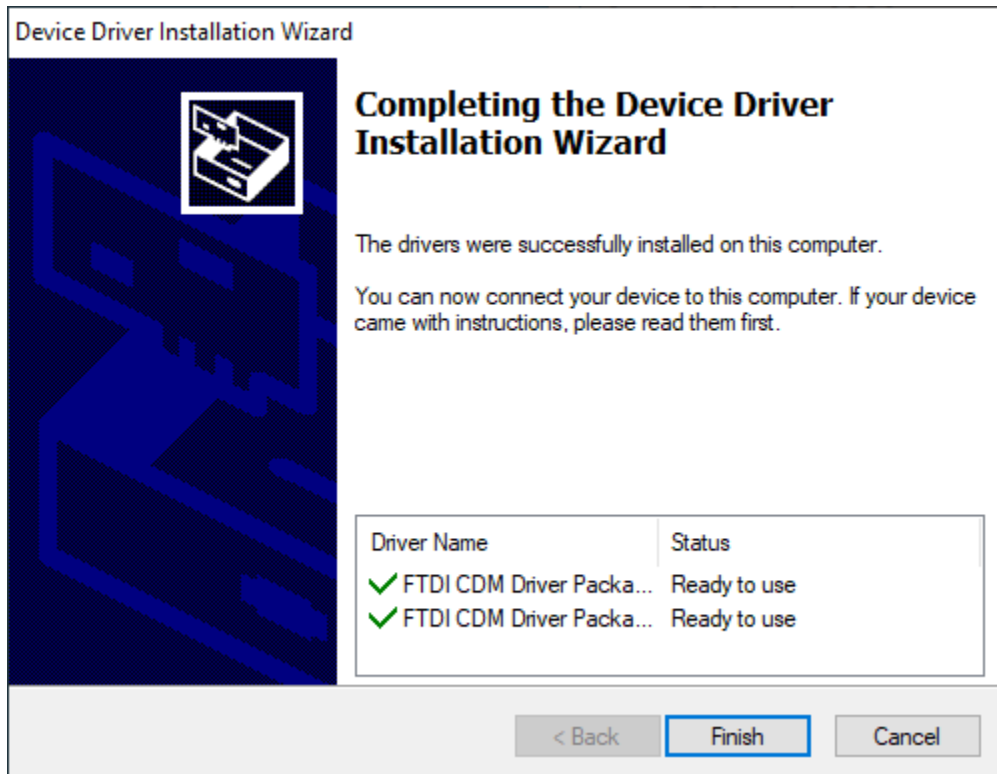 Device Driver Installation Wizard
Completing the Device Driver
Installation Wizard
The drivers were successfully installed on this computer.
You can now connect your device to this computer. If your device
came with instructions, please read them first.
Driver Name Status
FTDI CDM Driver Packa... Ready to use
FTDI CDM Driver Packa... Ready to use
< Back Finish Cancel